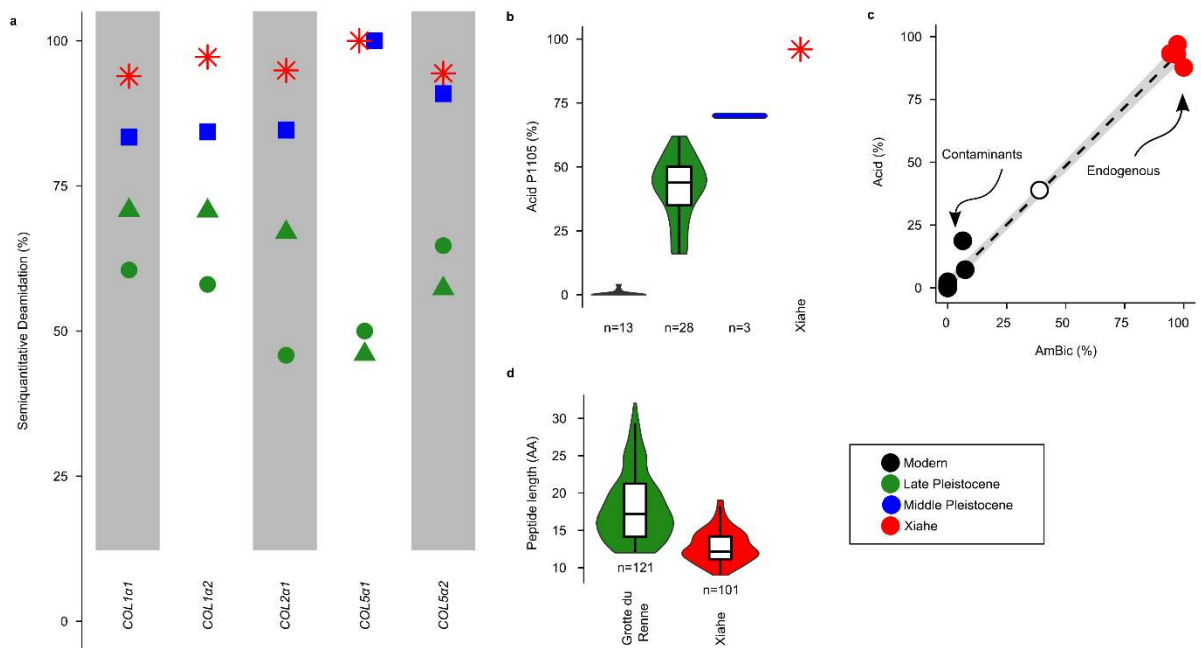 a
Semiquantitative Deamidation (%)
100
75
50
25
0
COL1α1
COL1α2
COL2α1
COL5α1
COL5α2
b
Acid P1105 (%)
100
75
50
25
0
n=13
n=28
n=3
Xiahe
c
Acid (%)
100
75
50
25
0
Contaminants
Endogenous
0
25
50
75
100
AmBic (%)
d
Peptide length (AA)
30
25
20
15
10
n=121
n=101
Grotte du
Renne
Xiahe
Modern
Late Pleistocene
Middle Pleistocene
Xiahe